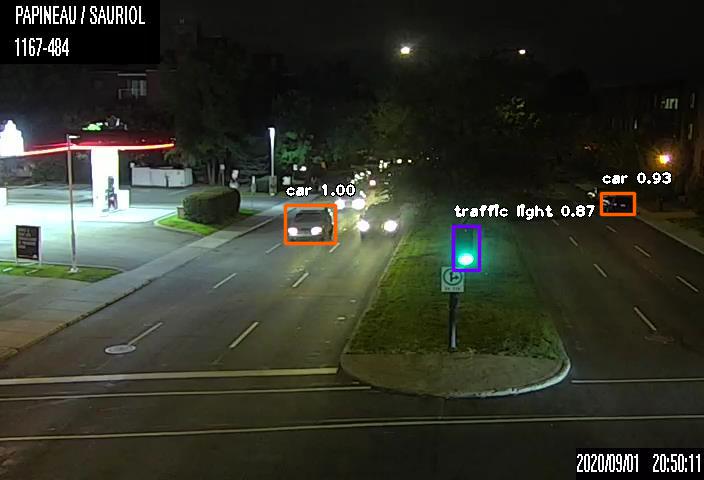 PAPINEAU / SAURIOL
1167-484
car 1.00
car 0.93
traffic light 0.87
2020/09/01 20:50:11